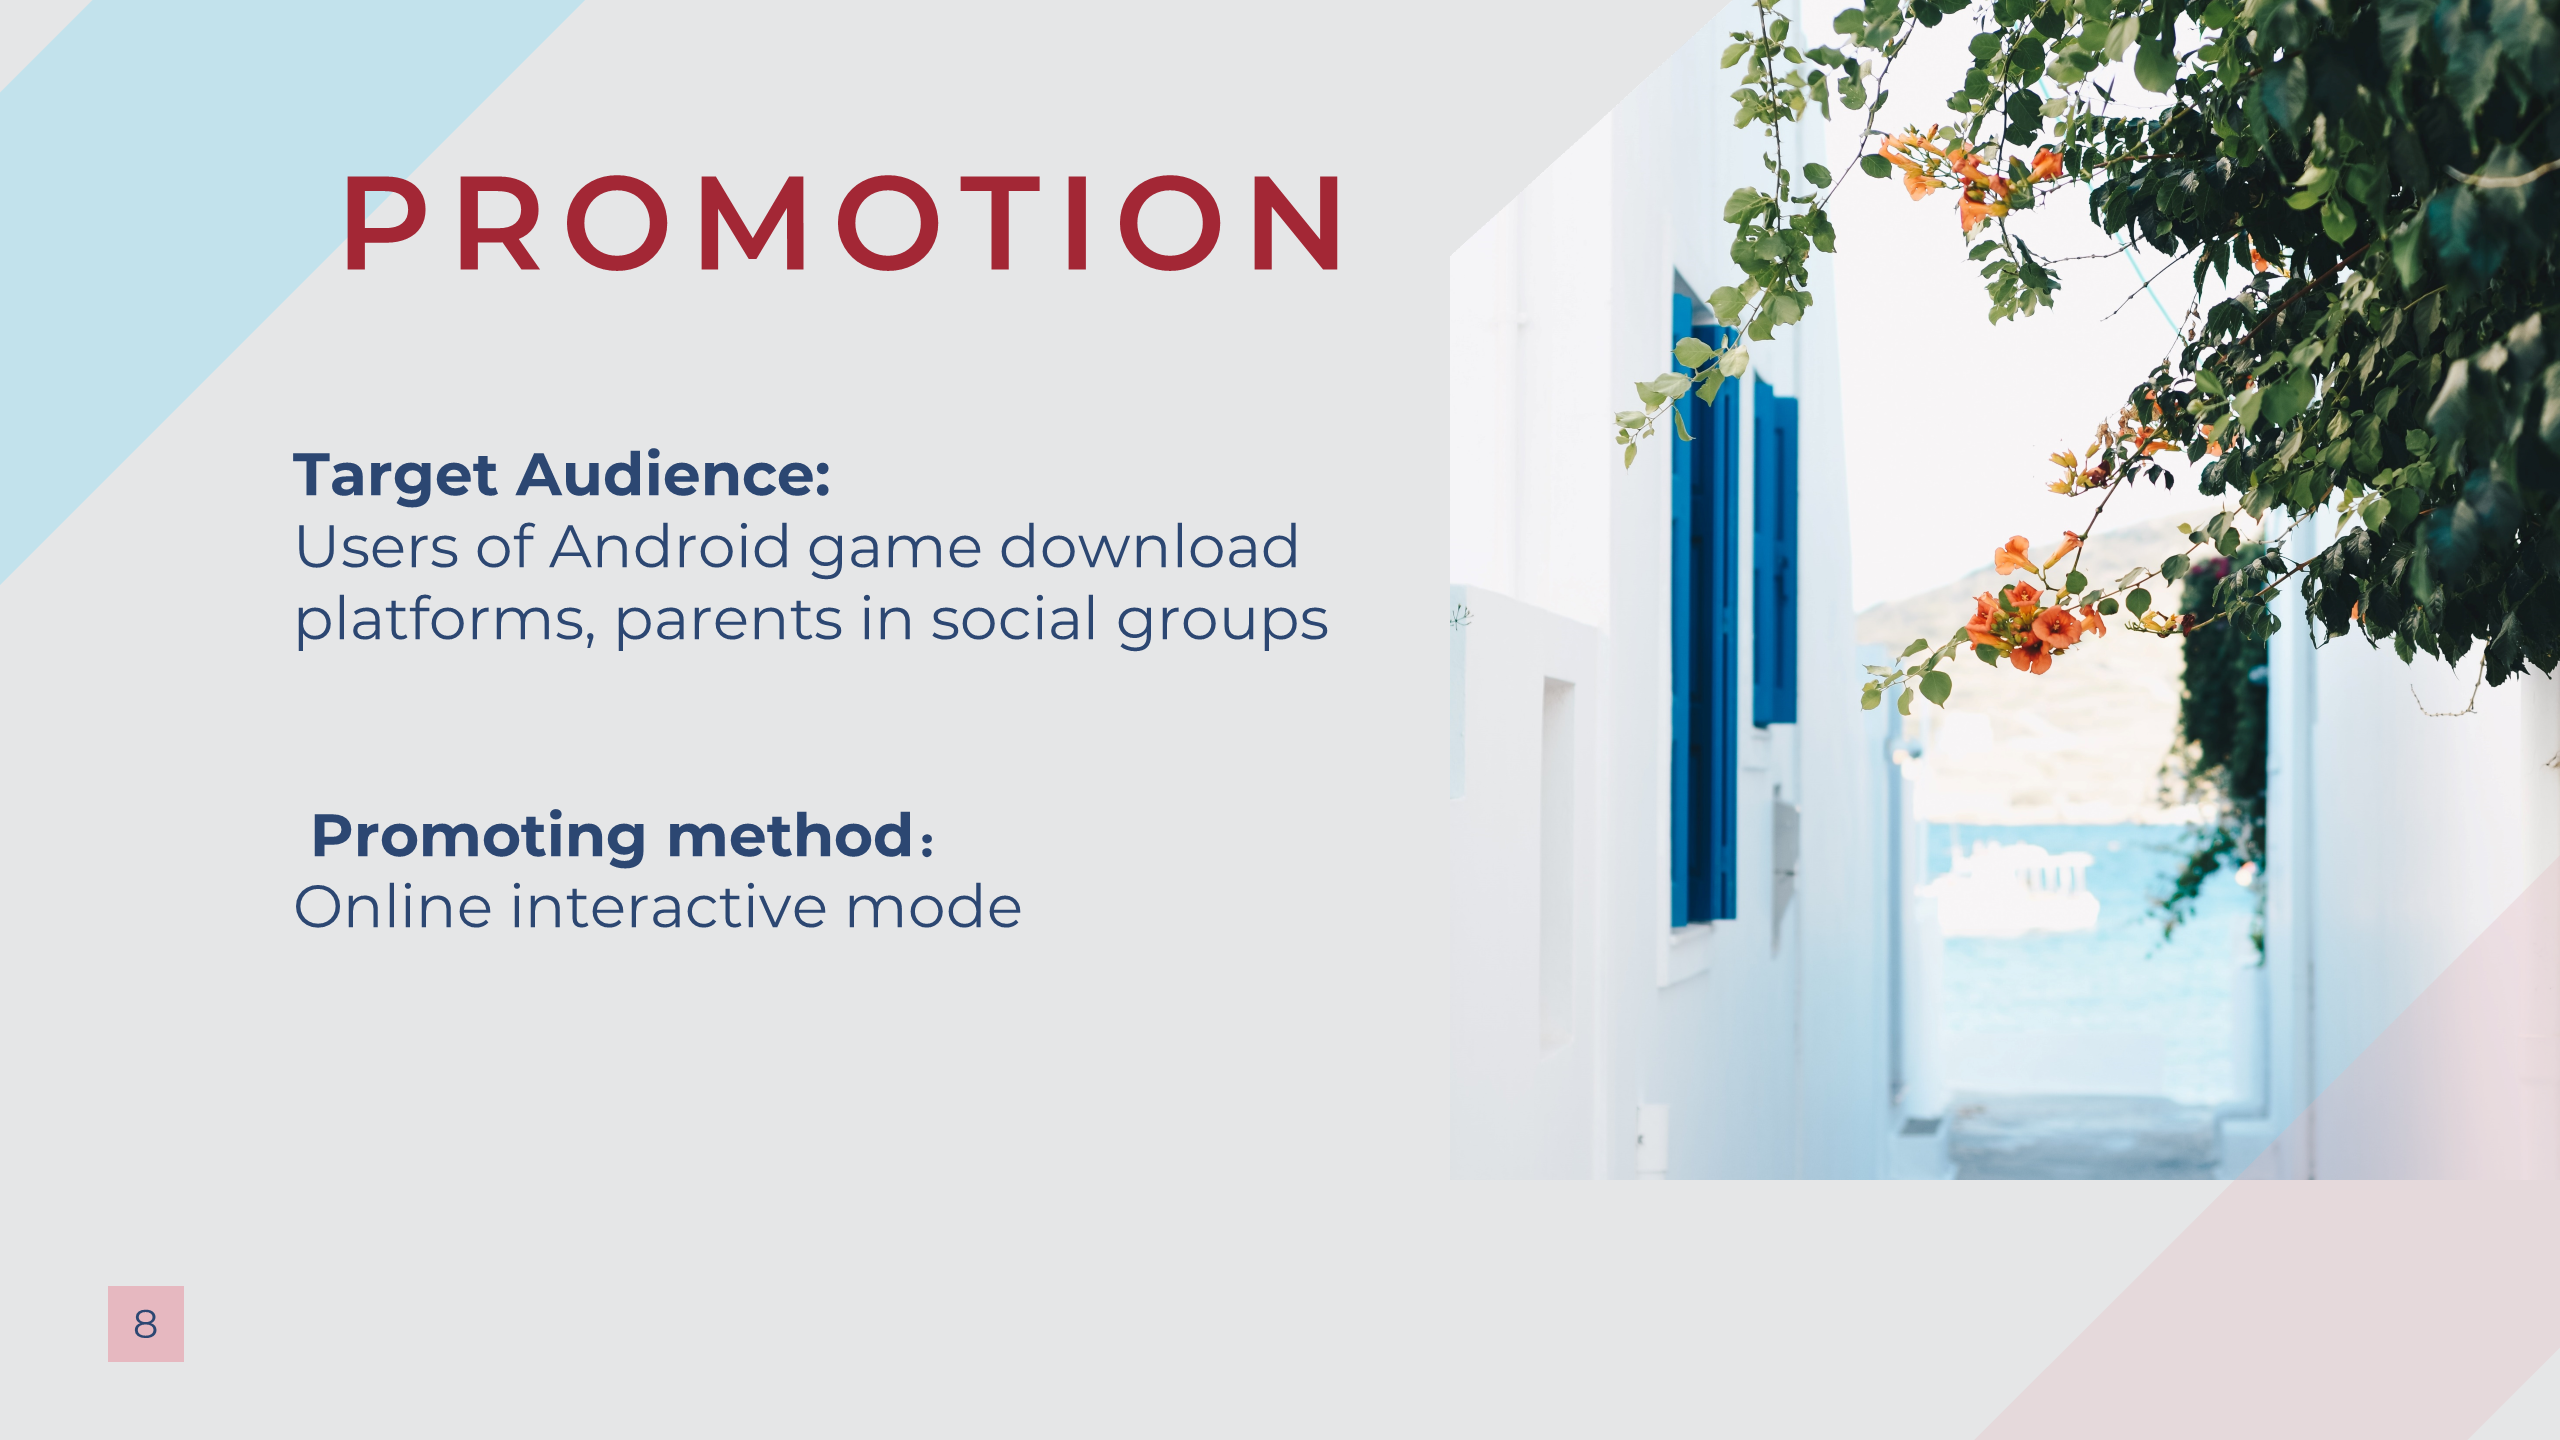 PROMOTION
Target Audience:
Users of Android game download
platforms, parents in social groups
Promoting method：
Online interactive mode
8